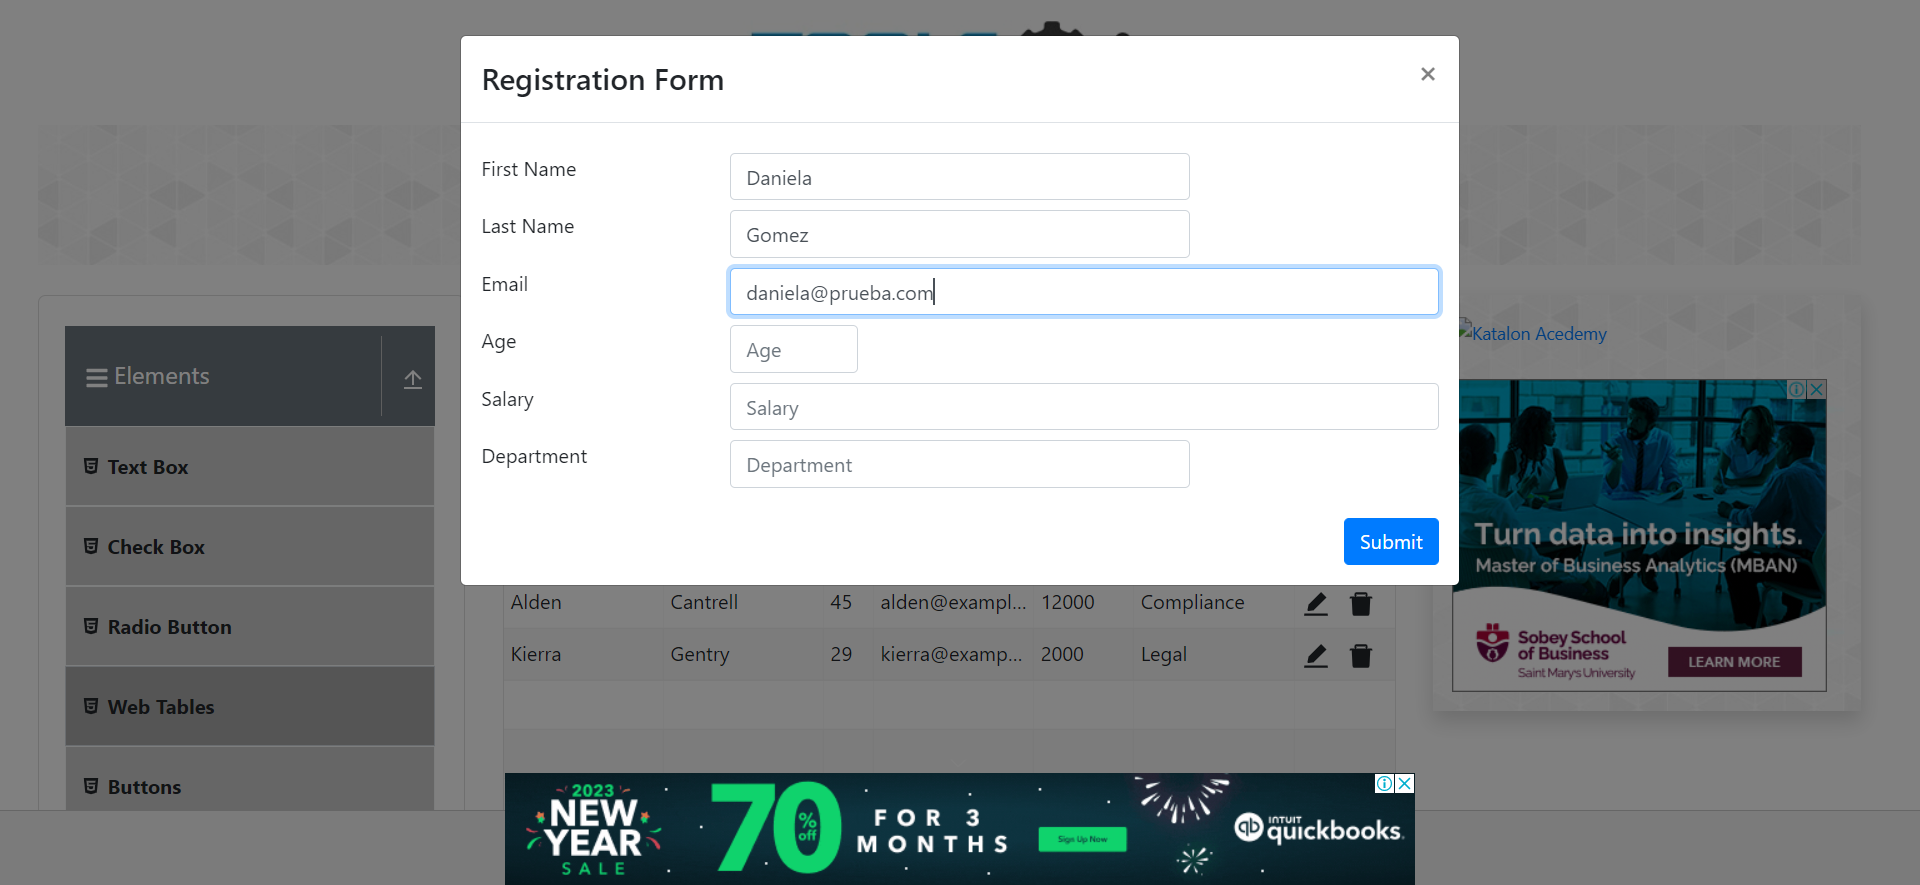 Registration Form
×
First Name
Daniela
Last Name
Gomez
Email
daniela@prueba.com
Age
Age
Salary
Salary
Department
Department
Submit
Elements
Text Box
Check Box
Radio Button
Web Tables
Buttons
Alden Cantrell 45 alden@exampl... 12000 Compliance
Kierra Gentry 29 kierra@examp... 2000 Legal
Katalon Acedemy
Turn data into insights.
Master of Business Analytics (MBAN)
Sobey School
of Business
Saint Mary's University
LEARN MORE
2023
NEW
YEAR
SALE
70% off
FOR 3
MONTHS
Sign Up Now
qb INTUIT
quickbooks.